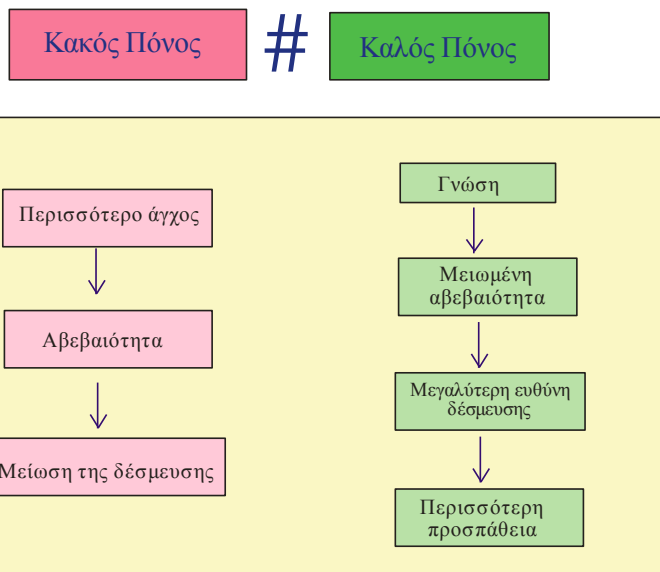 Κακός Πόνος # Καλός Πόνος
Περισσότερο άγχος
Αβεβαιότητα
Μείωση της δέσμευσης
Γνώση
Μειωμένη
αβεβαιότητα
Μεγαλύτερη ευθύνη
δέσμευσης
Περισσότερη
προσπάθεια